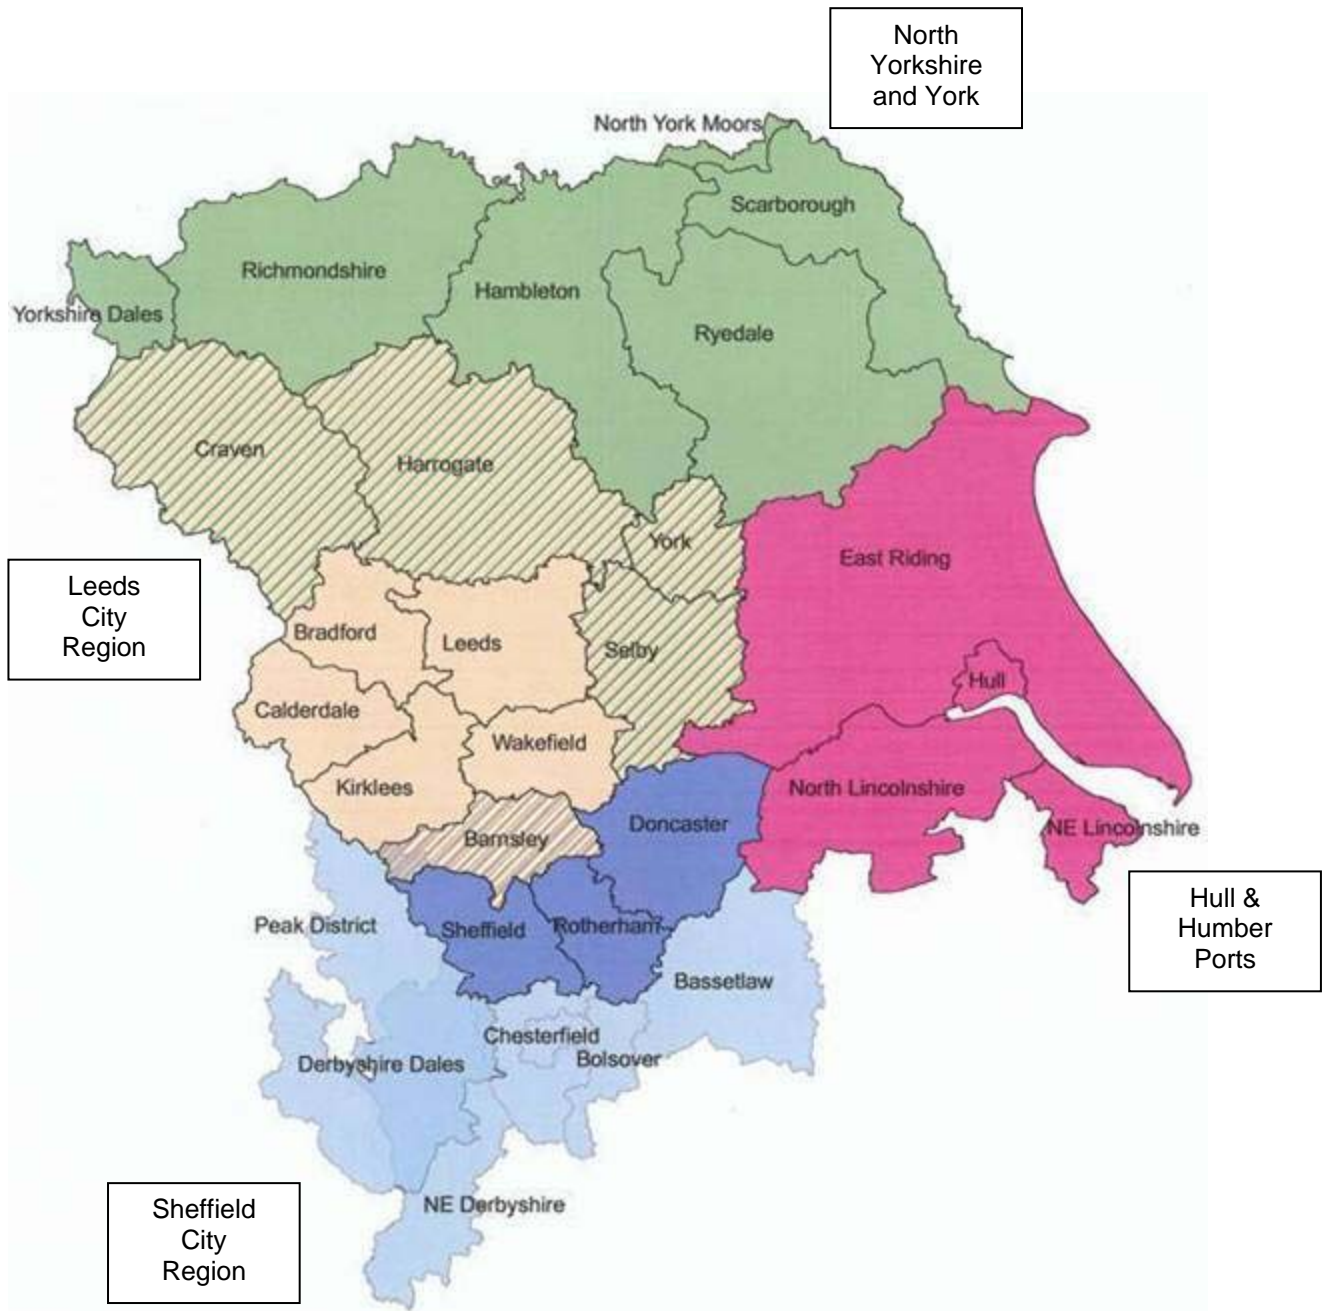 North
Yorkshire
and York
North York Moors
Scarborough
Richmondshire
Hambleton
Yorkshire Dales
Ryedale
Craven
Harrogate
York
East Riding
Leeds
City
Region
Bradford
Leeds
Selby
Hull
Calderdale
Wakefield
Kirklees
North Lincolnshire
Doncaster
NE Lincolnshire
Barnsley
Hull &
Humber
Ports
Peak District
Sheffield
Rotherham
Bassetlaw
Chesterfield
Bolsover
Derbyshire Dales
NE Derbyshire
Sheffield
City
Region